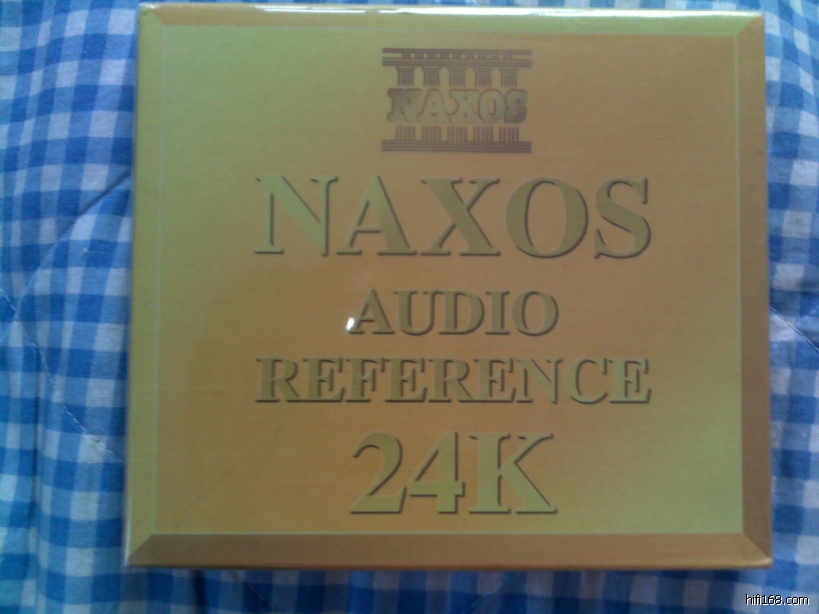 NAXOS
NAXOS
AUDIO
REFERENCE
24K
hifi168.com